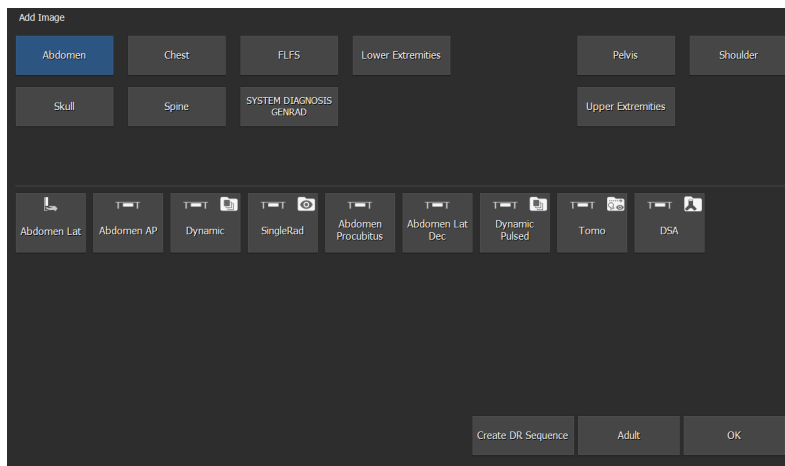 Add Image
Abdomen
Chest
FLFS
Lower Extremities
Pelvis
Shoulder
Skull
Spine
SYSTEM DIAGNOSIS
GENRAD
Upper Extremities
Abdomen Lat
Abdomen AP
Dynamic
SingleRad
Abdomen
Procubitus
Abdomen Lat
Dec
Dynamic
Pulsed
Tomo
DSA
Create DR Sequence
Adult
OK